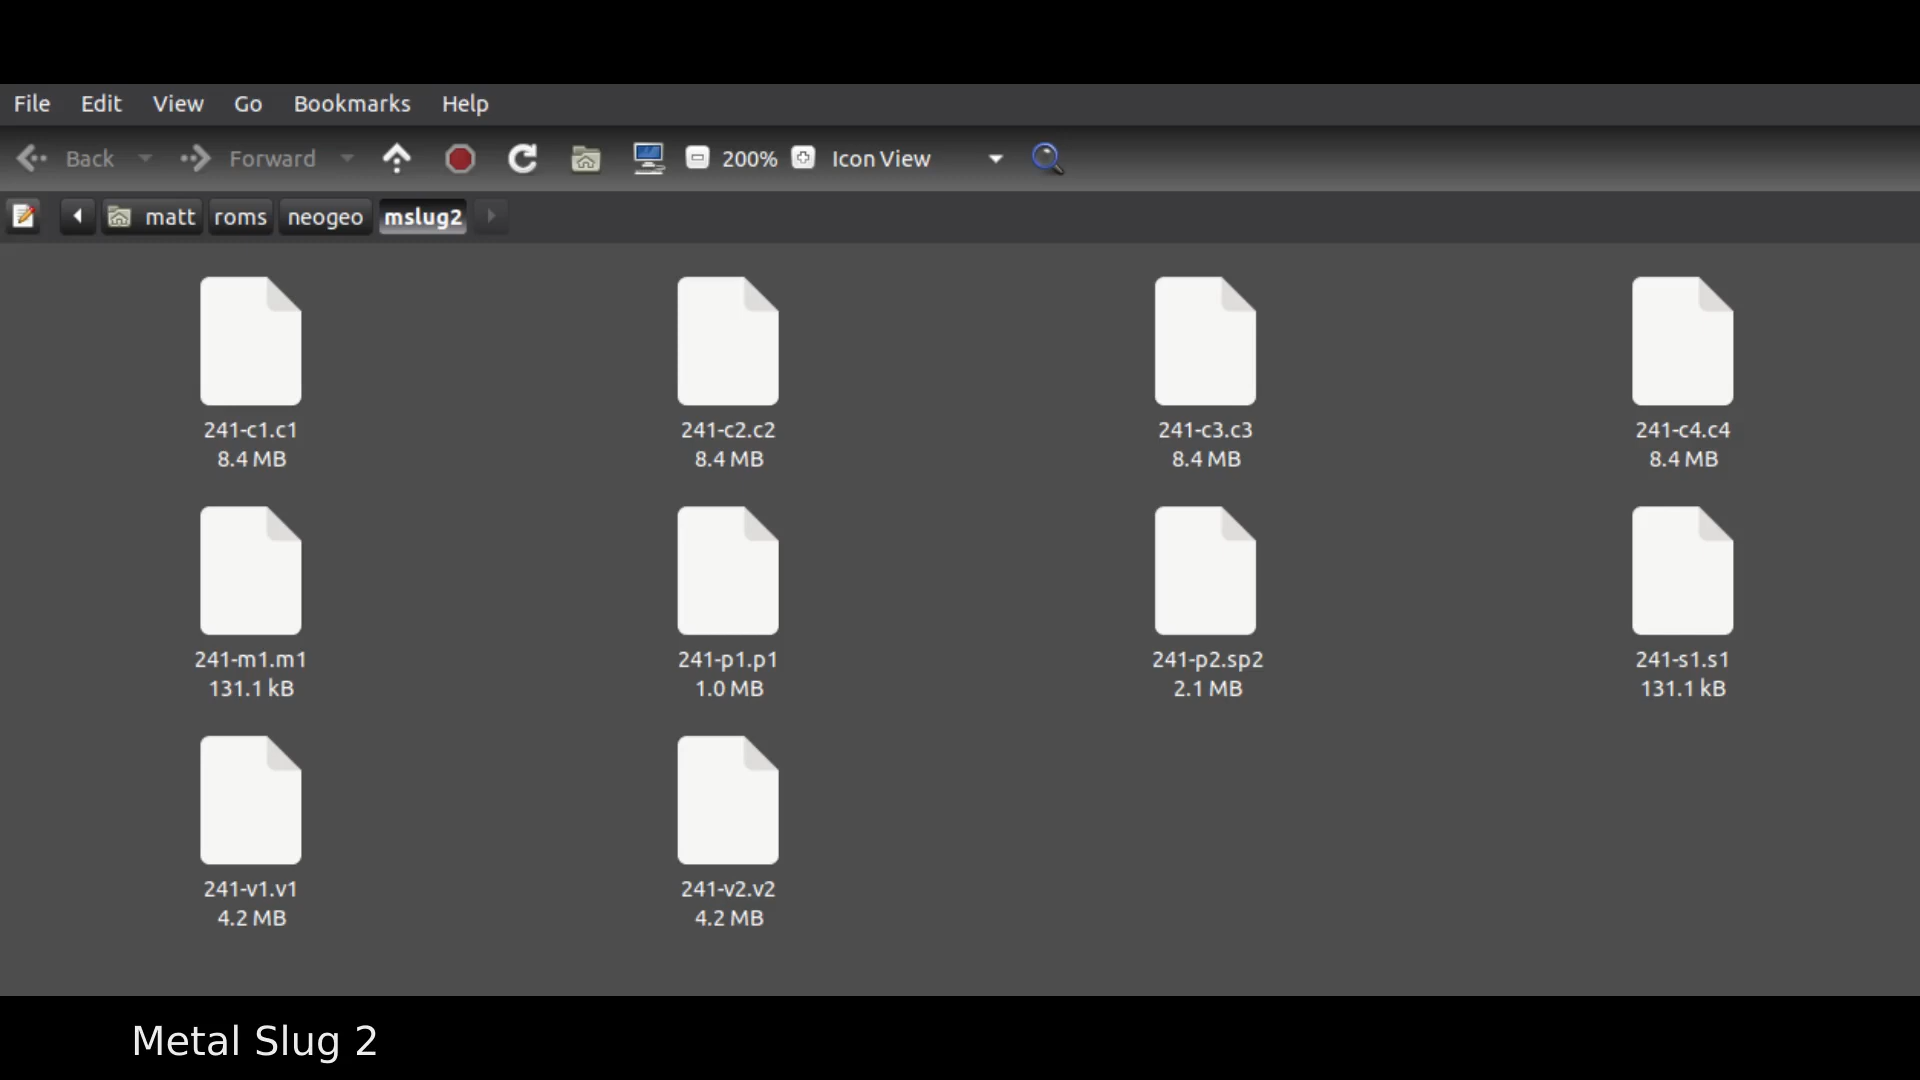 File Edit View Go Bookmarks Help
Back Forward 200% Icon View
matt roms neogeo mslug2
241-c1.c1 241-c2.c2 241-c3.c3 241-c4.c4
8.4 MB 8.4 MB 8.4 MB 8.4 MB
241-m1.m1 241-p1.p1 241-p2.sp2 241-s1.s1
131.1 kB 1.0 MB 2.1 MB 131.1 kB
241-v1.v1 241-v2.v2
4.2 MB 4.2 MB
Metal Slug 2